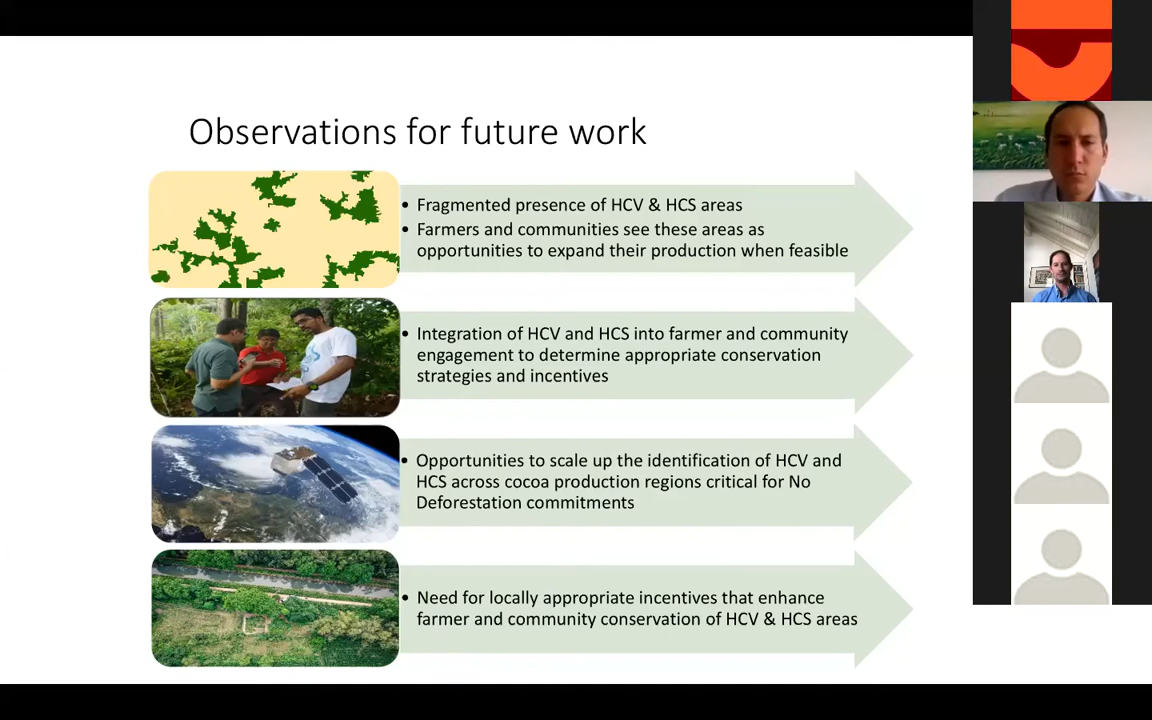 Observations for future work
• Fragmented presence of HCV & HCS areas
• Farmers and communities see these areas as
opportunities to expand their production when feasible
• Integration of HCV and HCS into farmer and community
engagement to determine appropriate conservation
strategies and incentives
• Opportunities to scale up the identification of HCV and
HCS across cocoa production regions critical for No
Deforestation commitments
• Need for locally appropriate incentives that enhance
farmer and community conservation of HCV & HCS areas